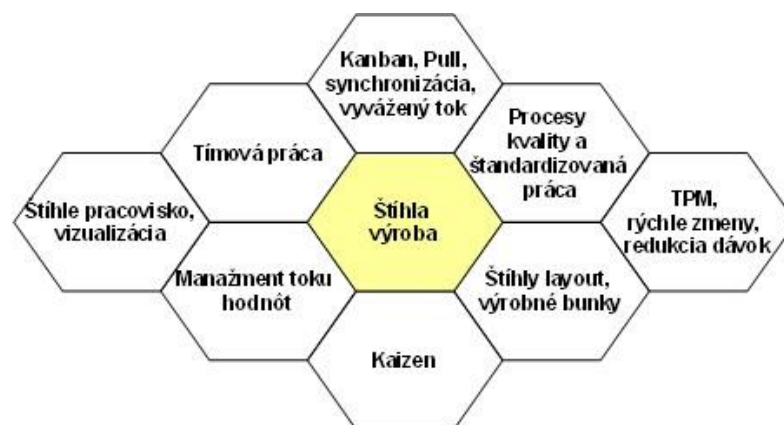 Kanban, Pull,
synchronizácia,
vyvážený tok
Tímová práca
Procesy
kvality a
štandardizovaná
práca
Štíhle pracovisko,
vizualizácia
Štíhla
výroba
TPM,
rýchle zmeny,
redukcia dávok
Manažment toku
hodnôt
Štíhly layout,
výrobné bunky
Kaizen